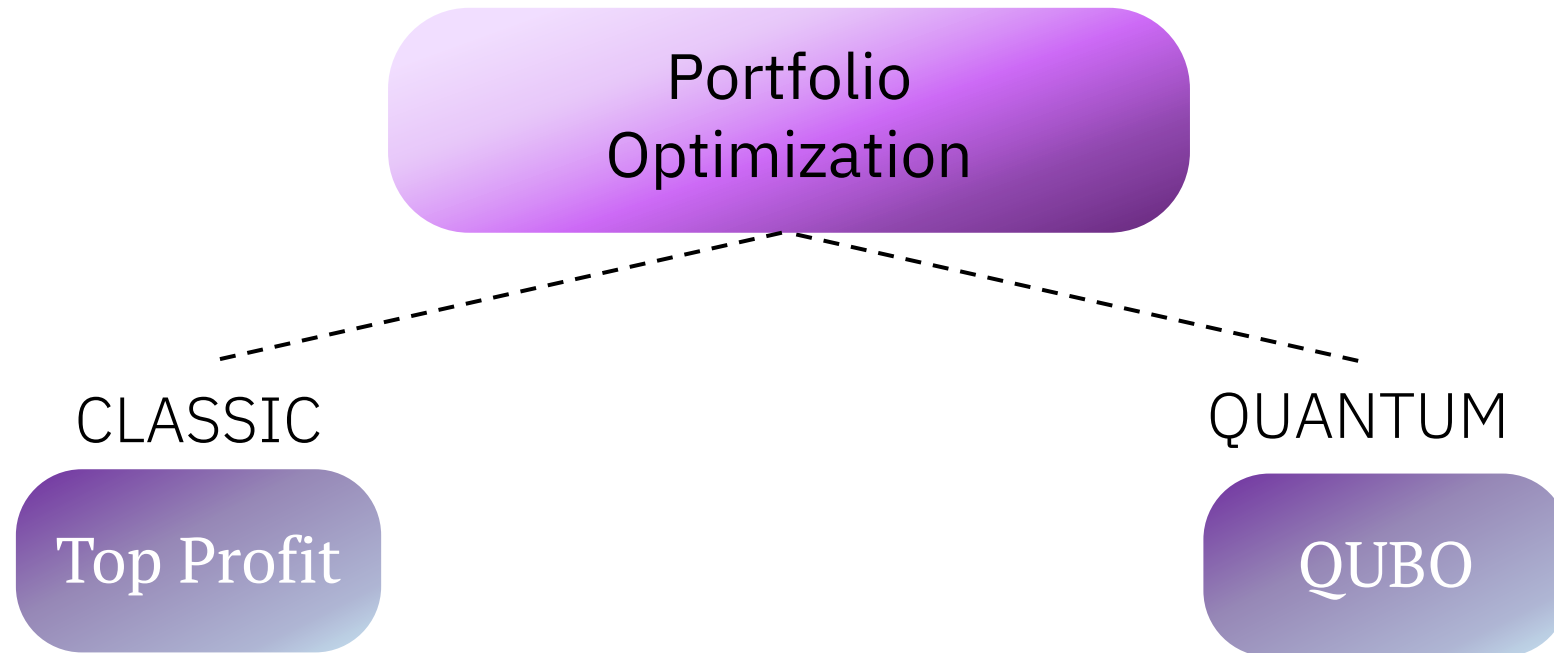 Portfolio
Optimization
CLASSIC
QUANTUM
Top Profit
QUBO